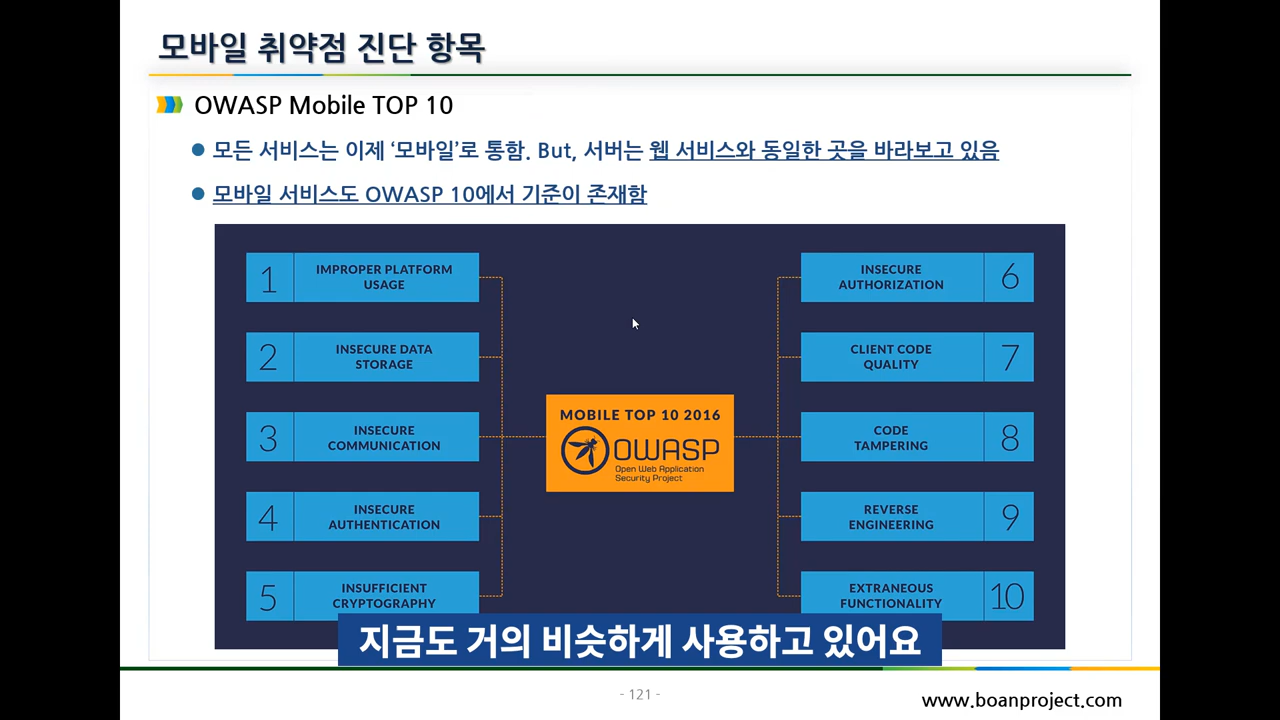 모바일 취약점 진단 항목
OWASP Mobile TOP 10
모든 서비스는 이제 ‘모바일’로 통함. But, 서버는 웹 서비스와 동일한 곳을 바라보고 있음
모바일 서비스도 OWASP 10에서 기준이 존재함
1
IMPROPER PLATFORM
USAGE
2
INSECURE DATA
STORAGE
3
INSECURE
COMMUNICATION
4
INSECURE
AUTHENTICATION
5
INSUFFICIENT
CRYPTOGRAPHY
MOBILE TOP 10 2016
OWASP
Open Web Application
Security Project
INSECURE
AUTHORIZATION
6
CLIENT CODE
QUALITY
7
CODE
TAMPERING
8
REVERSE
ENGINEERING
9
EXTRANEOUS
FUNCTIONALITY
10
지금도 거의 비슷하게 사용하고 있어요
- 121 -
www.boanproject.com